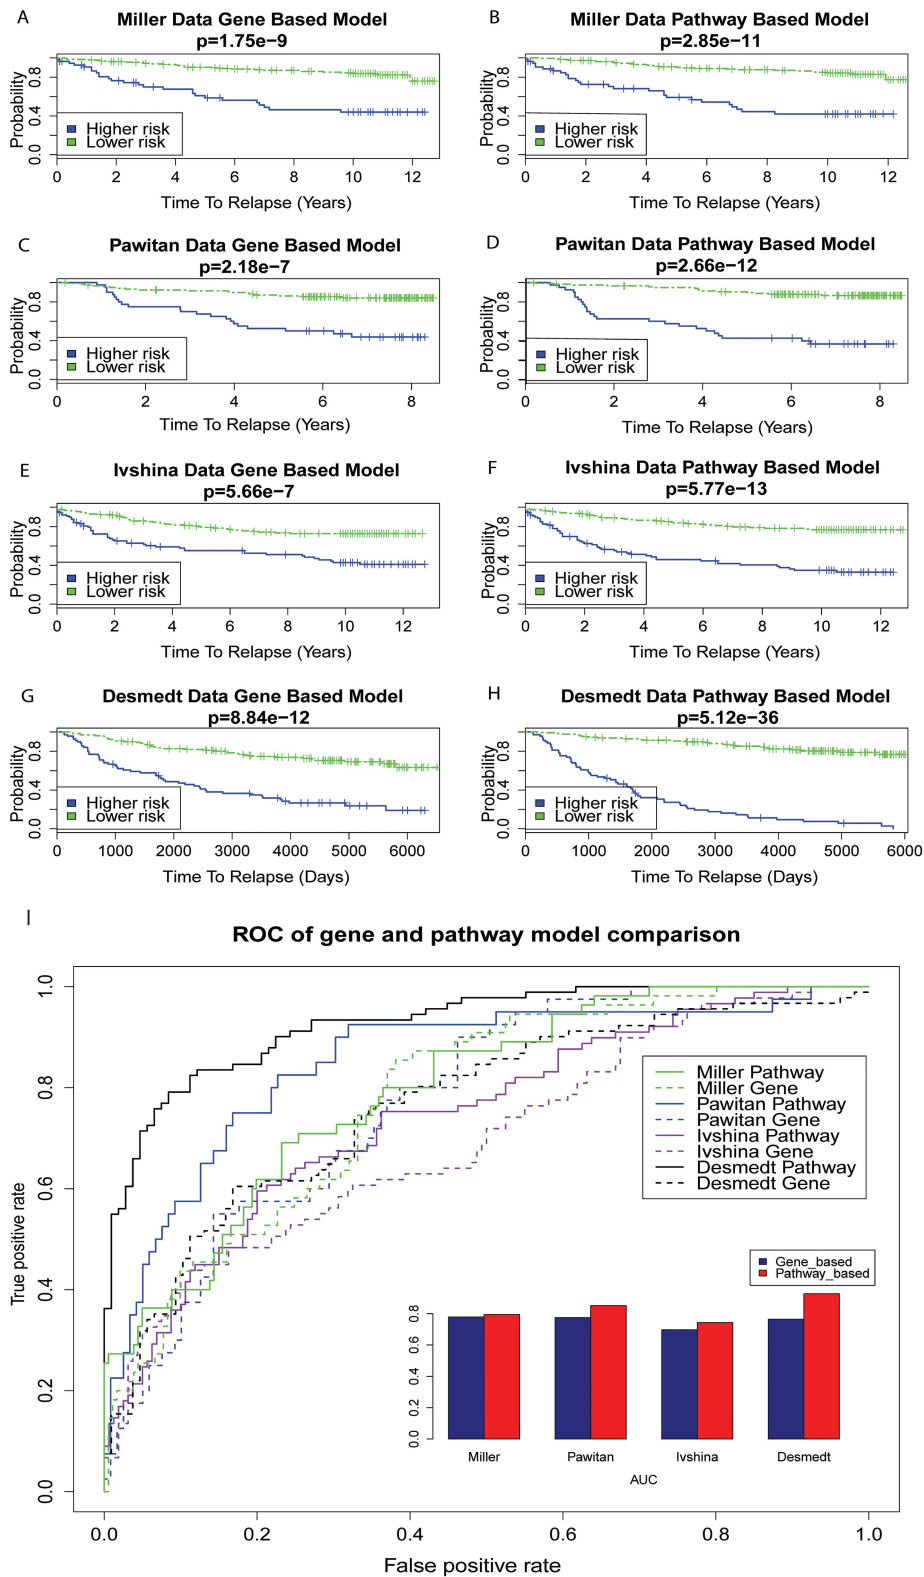 A
Miller Data Gene Based Model
p=1.75e−9
Probability
0.0 0.4 0.8
Higher risk
Lower risk
0 2 4 6 8 10 12
Time To Relapse (Years)
B
Miller Data Pathway Based Model
p=2.85e−11
Probability
0.0 0.4 0.8
Higher risk
Lower risk
0 2 4 6 8 10 12
Time To Relapse (Years)
C
Pawitan Data Gene Based Model
p=2.18e−7
Probability
0.0 0.4 0.8
Higher risk
Lower risk
0 2 4 6 8
Time To Relapse (Years)
D
Pawitan Data Pathway Based Model
p=2.66e−12
Probability
0.0 0.4 0.8
Higher risk
Lower risk
0 2 4 6 8
Time To Relapse (Years)
E
Ivshina Data Gene Based Model
p=5.66e−7
Probability
0.0 0.4 0.8
Higher risk
Lower risk
0 2 4 6 8 10 12
Time To Relapse (Years)
F
Ivshina Data Pathway Based Model
p=5.77e−13
Probability
0.0 0.4 0.8
Higher risk
Lower risk
0 2 4 6 8 10 12
Time To Relapse (Years)
G
Desmedt Data Gene Based Model
p=8.84e−12
Probability
0.0 0.4 0.8
Higher risk
Lower risk
0 1000 2000 3000 4000 5000 6000
Time To Relapse (Days)
H
Desmedt Data Pathway Based Model
p=5.12e−36
Probability
0.0 0.4 0.8
Higher risk
Lower risk
0 1000 2000 3000 4000 5000 6000
Time To Relapse (Days)
I
ROC of gene and pathway model comparison
True positive rate
0.0 0.2 0.4 0.6 0.8 1.0
Miller Pathway
Miller Gene
Pawitan Pathway
Pawitan Gene
Ivshina Pathway
Ivshina Gene
Desmedt Pathway
Desmedt Gene
Gene_based
Pathway_based
0.0 0.2 0.4 0.6 0.8
Miller Pawitan Ivshina Desmedt
AUC
0.0 0.2 0.4 0.6 0.8 1.0
False positive rate